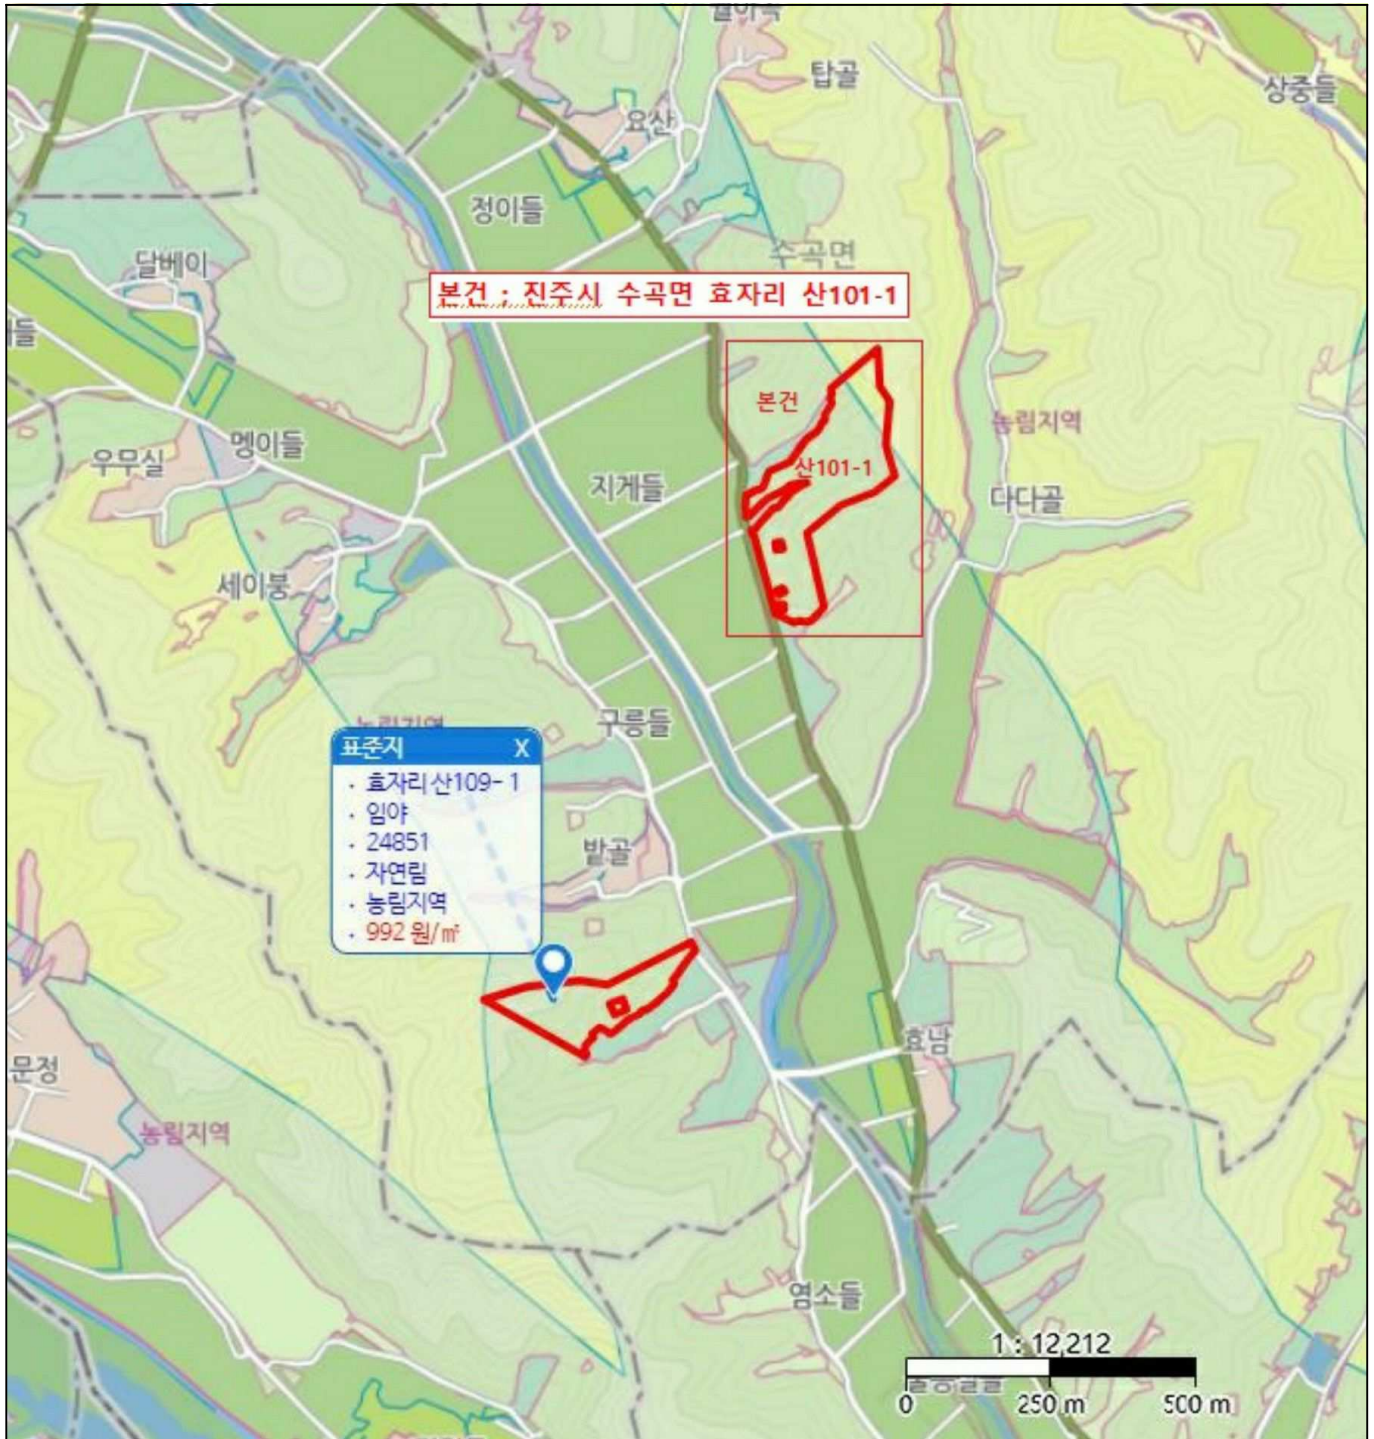 탑골
상중들
요산
정이들
수곡면
달베이
본건 ; 진주시 수곡면 효자리 산101-1
본건
농림지역
멩이들
우무실
산101-1
지게들
다다골
세이봉
구릉들
농림지역
표준지 X
· 효자리 산109-1
· 임야
· 24851
· 자연림
· 농림지역
· 992 원/㎡
밭골
효남
문정
농림지역
염소들
1 : 12,212
0 250 m 500 m